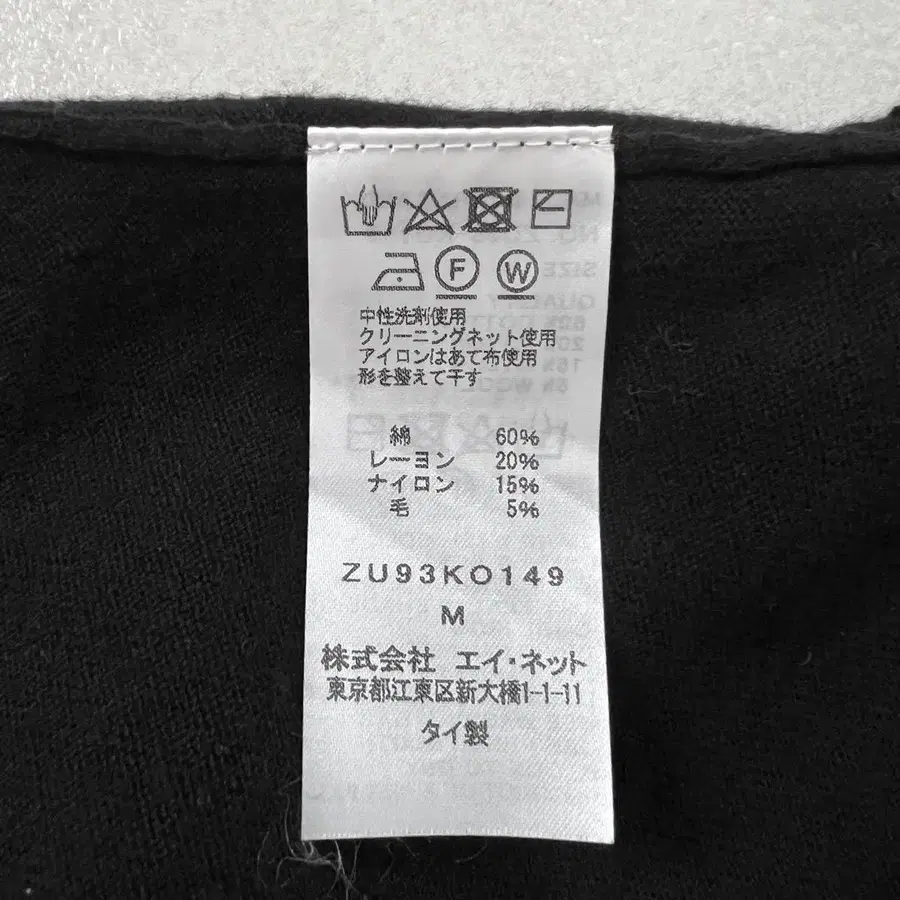 F W
中性洗剤使用
クリーニングネット使用
アイロンはあて布使用
形を整えて干す
綿 60%
レーヨン 20%
ナイロン 15%
毛 5%
ZU93KO149
M
株式会社 エイ・ネット
東京都江東区新大橋1-1-11
タイ製